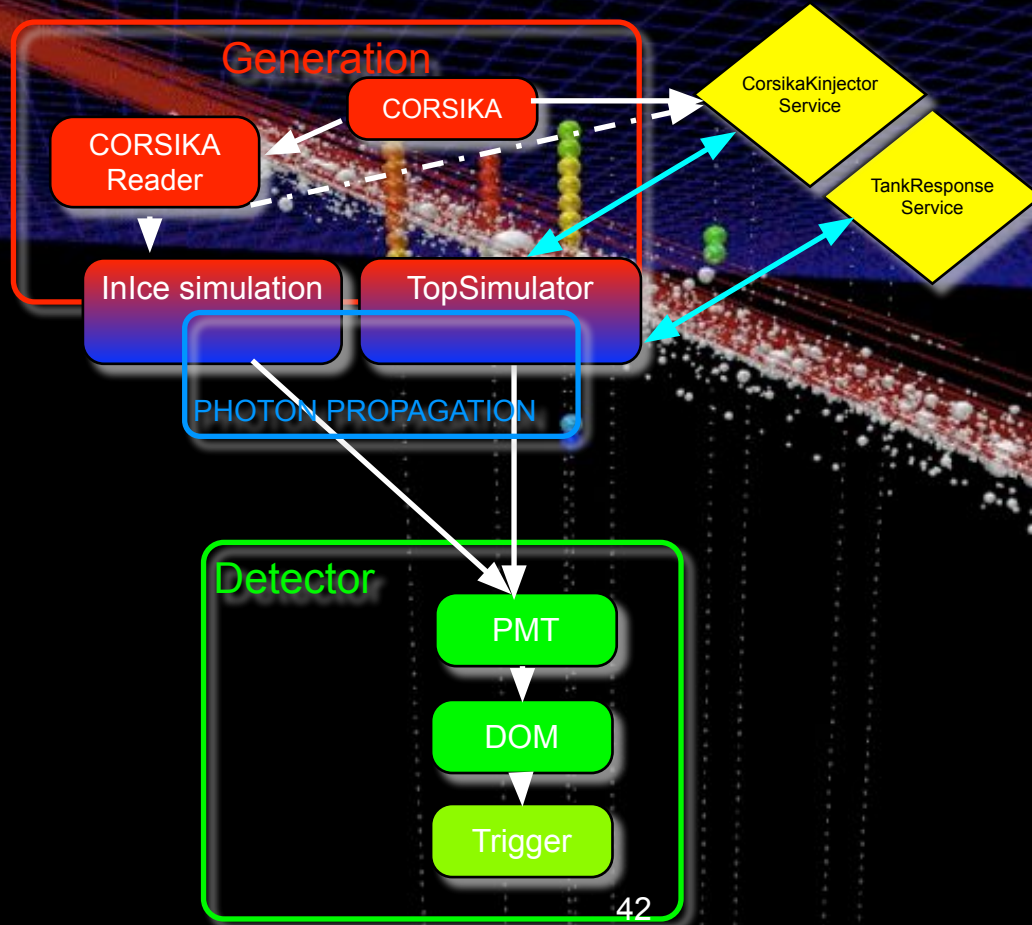 Generation
CORSIKA
CorsikaKinjector
Service
CORSIKA
Reader
TankResponse
Service
InIce simulation
TopSimulator
PHOTON PROPAGATION
Detector
PMT
DOM
Trigger
42